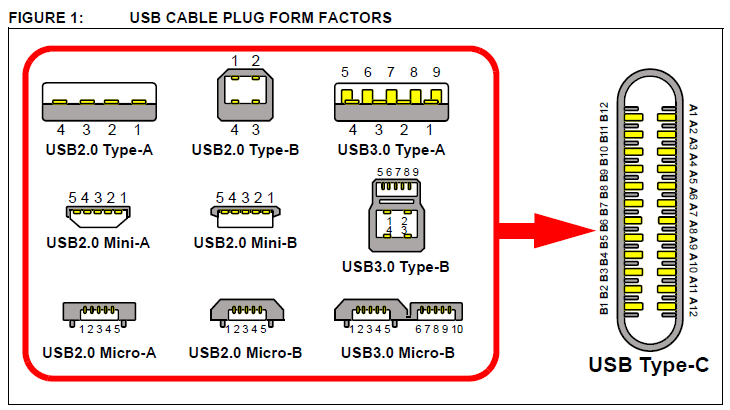 FIGURE 1: USB CABLE PLUG FORM FACTORS
1 2
5 6 7 8 9
4 3 2 1
4 3
4 3 2 1
USB2.0 Type-A
USB2.0 Type-B
USB3.0 Type-A
5 4 3 2 1
USB2.0 Mini-A
5 4 3 2 1
USB2.0 Mini-B
5 6 7 8 9
1 2
4 3
USB3.0 Type-B
1 2 3 4 5
USB2.0 Micro-A
1 2 3 4 5
USB2.0 Micro-B
1 2 3 4 5 6 7 8 9 10
USB3.0 Micro-B
B1 B2 B3 B4 B5 B6 B7 B8 B9 B10 B11 B12
A1 A2 A3 A4 A5 A6 A7 A8 A9 A10 A11 A12
USB Type-C